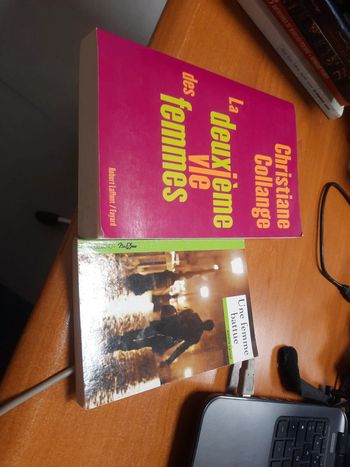 Christiane
Collange
La
deuxième
vie
des
femmes
Robert Laffont / Fayard
Une femme
battue